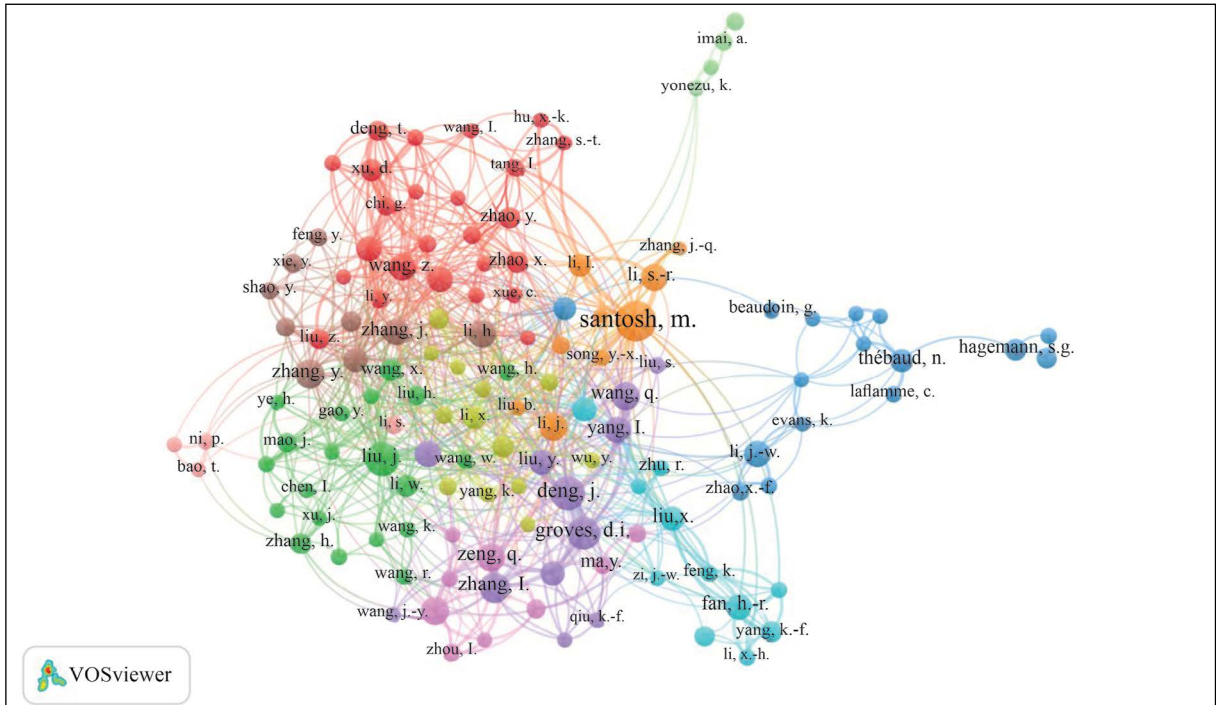 imai, a.
yonezu, k.
hu, x.-k.
deng, t.
wang, I.
zhang, s.-t.
tang, I.
xu, d.
chi, g.
zhao, y.
feng, y.
zhang, j.-q.
xie, y.
wang, z.
zhao, x.
li, I.
li, s.-r.
shao, y.
li, y.
xue, c.
beaudoin, g.
santosh, m.
liu, z.
zhang, j.
li, h.
thébaud, n.
hagemann, s.g.
song, y.-x.
liu, s.
zhang, y.
wang, x.
wang, h.
ye, h.
liu, h.
laflamme, c.
wang, q.
gao, y.
li, x.
liu, b.
li, s.
evans, k.
ni, p.
mao, j.
li, j.
yang, I.
bao, t.
liu, j.
wang, w.
liu, y.
wu, y.
zhu, r.
li, j.-w.
chen, I.
li, w.
yang, k.
deng, j.
zhao,x.-f.
xu, j.
wang, k.
liu,x.
zhang, h.
groves, d.i.
zeng, q.
ma,y.
wang, r.
zhang, I.
zi, j.-w.
feng, k.
wang, j.-y.
qiu, k.-f.
fan, h.-r.
yang, k.-f.
zhou, I.
li, x.-h.
VOSviewer